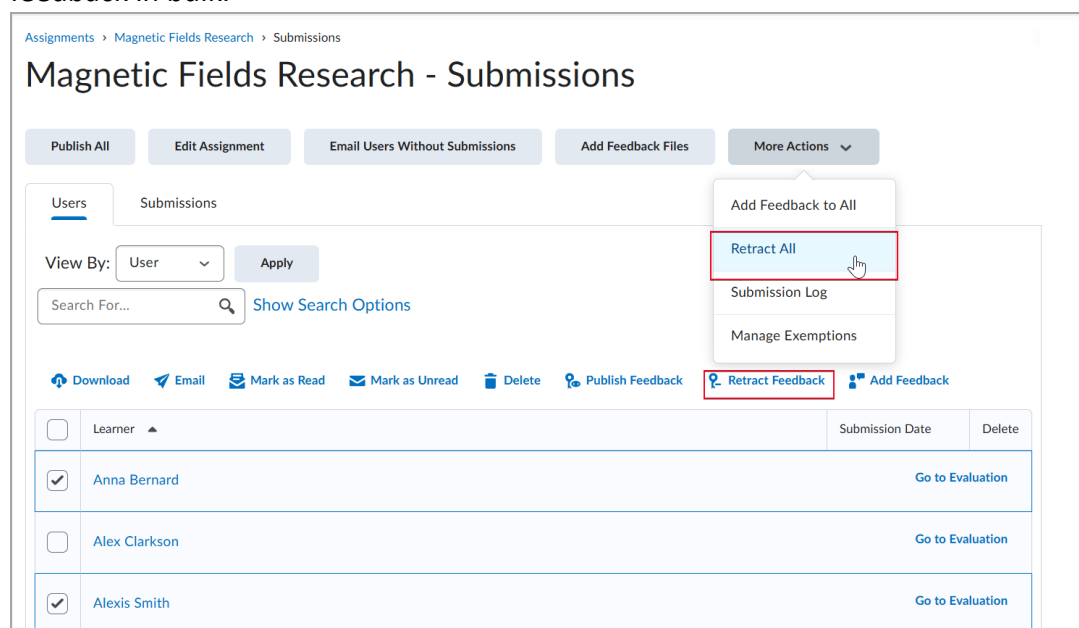 Assignments › Magnetic Fields Research › Submissions
Magnetic Fields Research - Submissions
Publish All Edit Assignment Email Users Without Submissions Add Feedback Files More Actions
Users Submissions
Add Feedback to All
Retract All
Submission Log
Manage Exemptions
View By: User Apply
Search For... Show Search Options
Download Email Mark as Read Mark as Unread Delete Publish Feedback Retract Feedback Add Feedback
Learner Submission Date Delete
Anna Bernard Go to Evaluation
Alex Clarkson Go to Evaluation
Alexis Smith Go to Evaluation